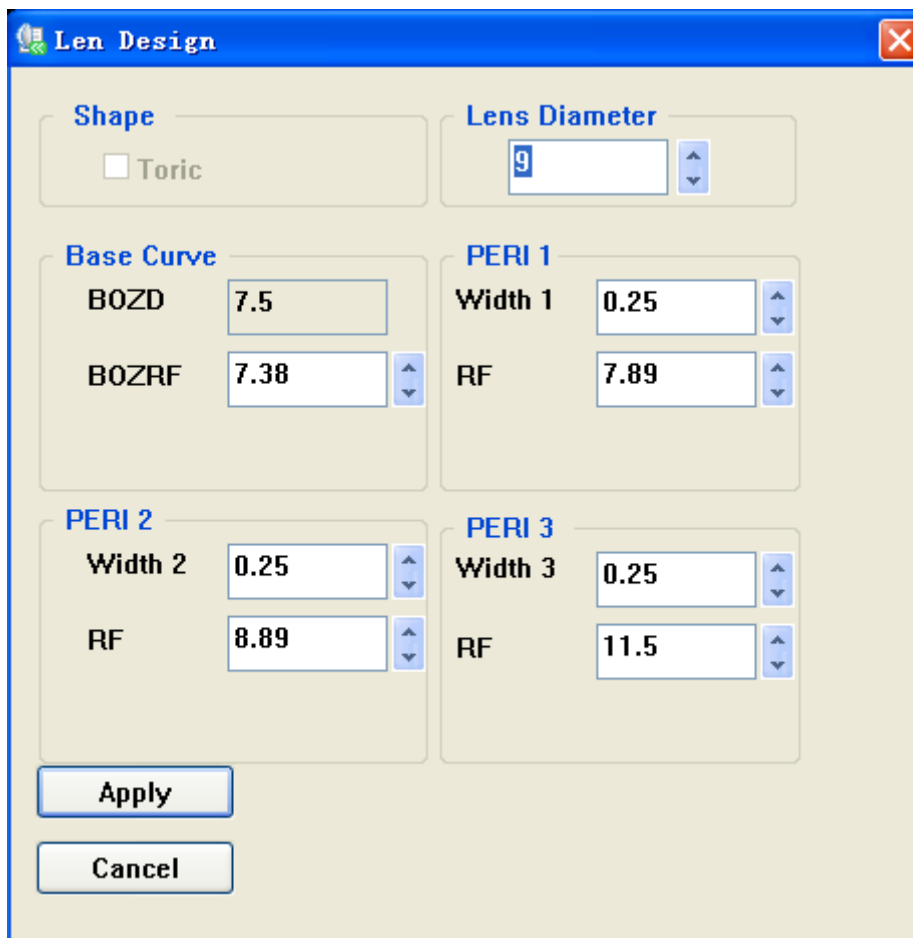 Len Design
Shape
Toric
Lens Diameter
9
Base Curve
BOZD 7.5
BOZRF 7.38
PERI 1
Width 1 0.25
RF 7.89
PERI 2
Width 2 0.25
RF 8.89
PERI 3
Width 3 0.25
RF 11.5
Apply
Cancel